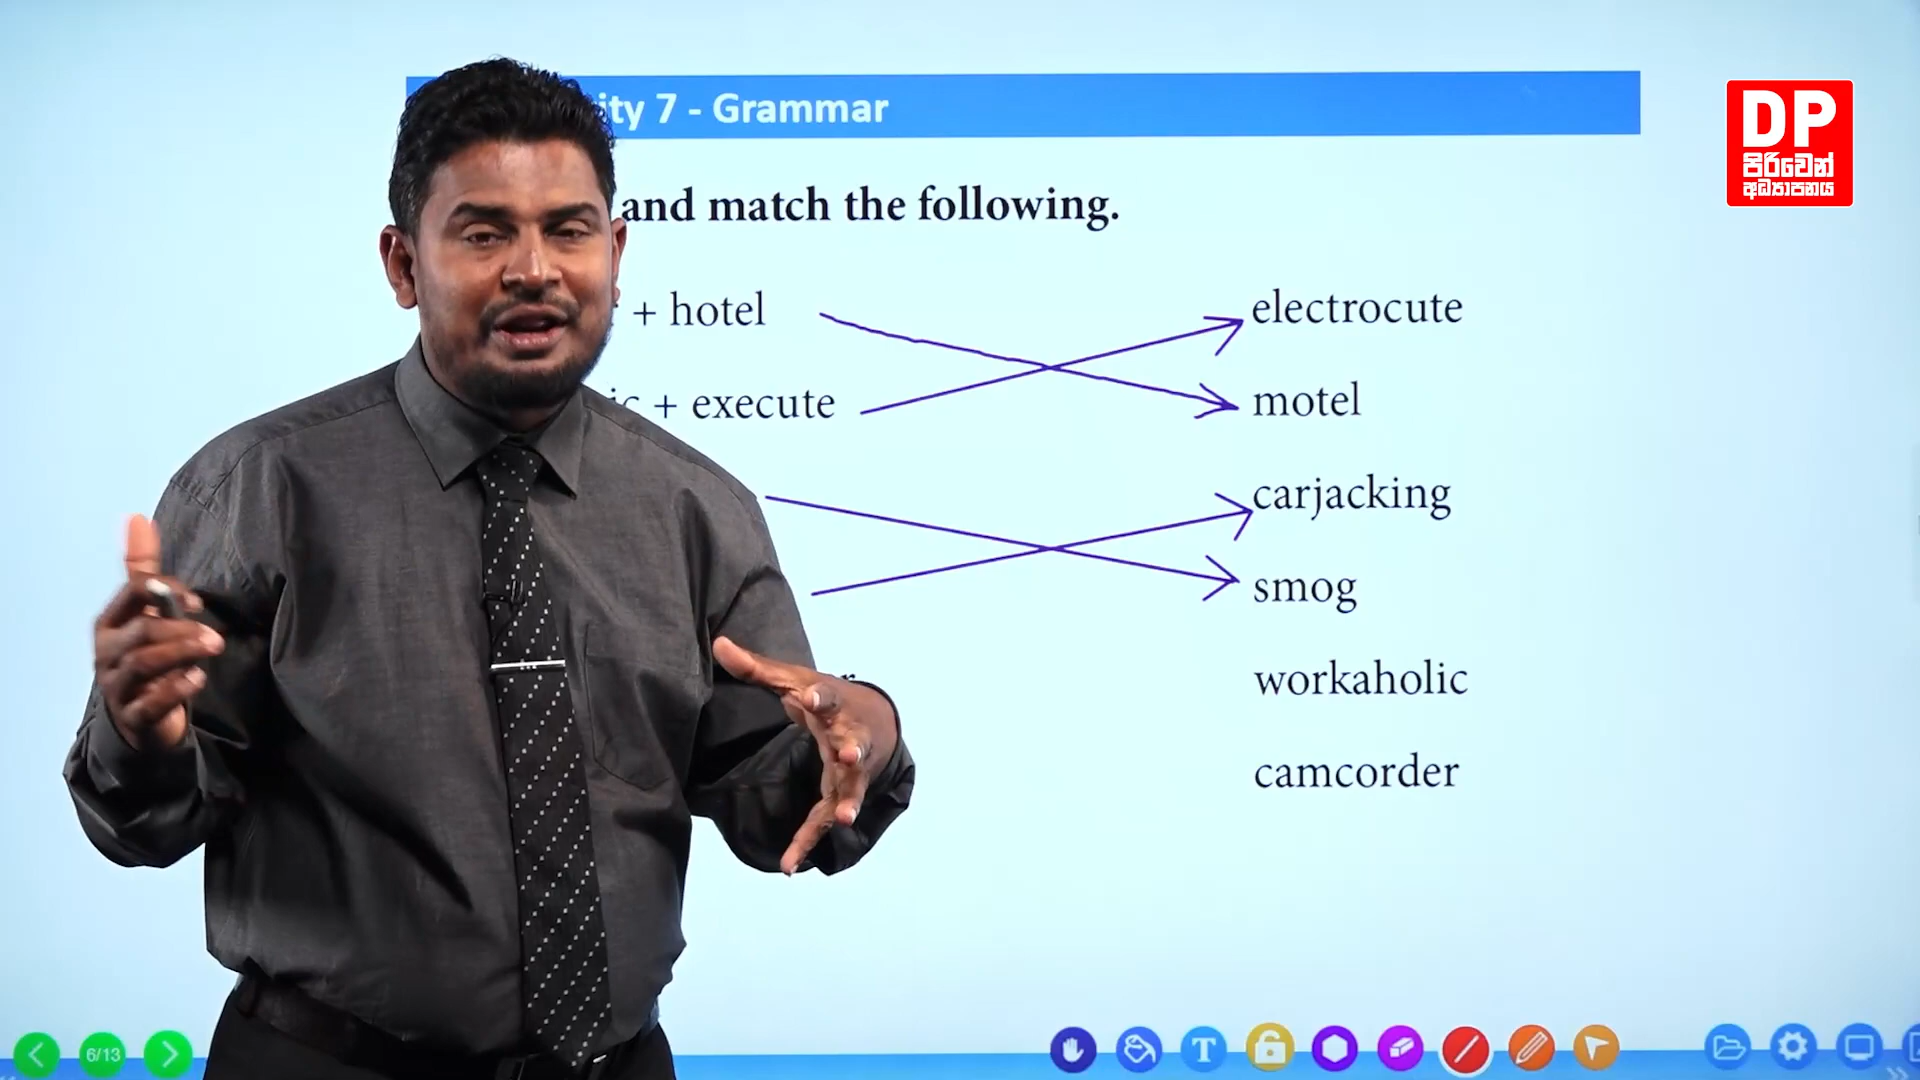 ity 7 - Grammar
DP
පිරිවෙන්
අධ්‍යාපනය
and match the following.
+ hotel
electrocute
ic + execute
motel
carjacking
smog
r
workaholic
camcorder
6/13
T